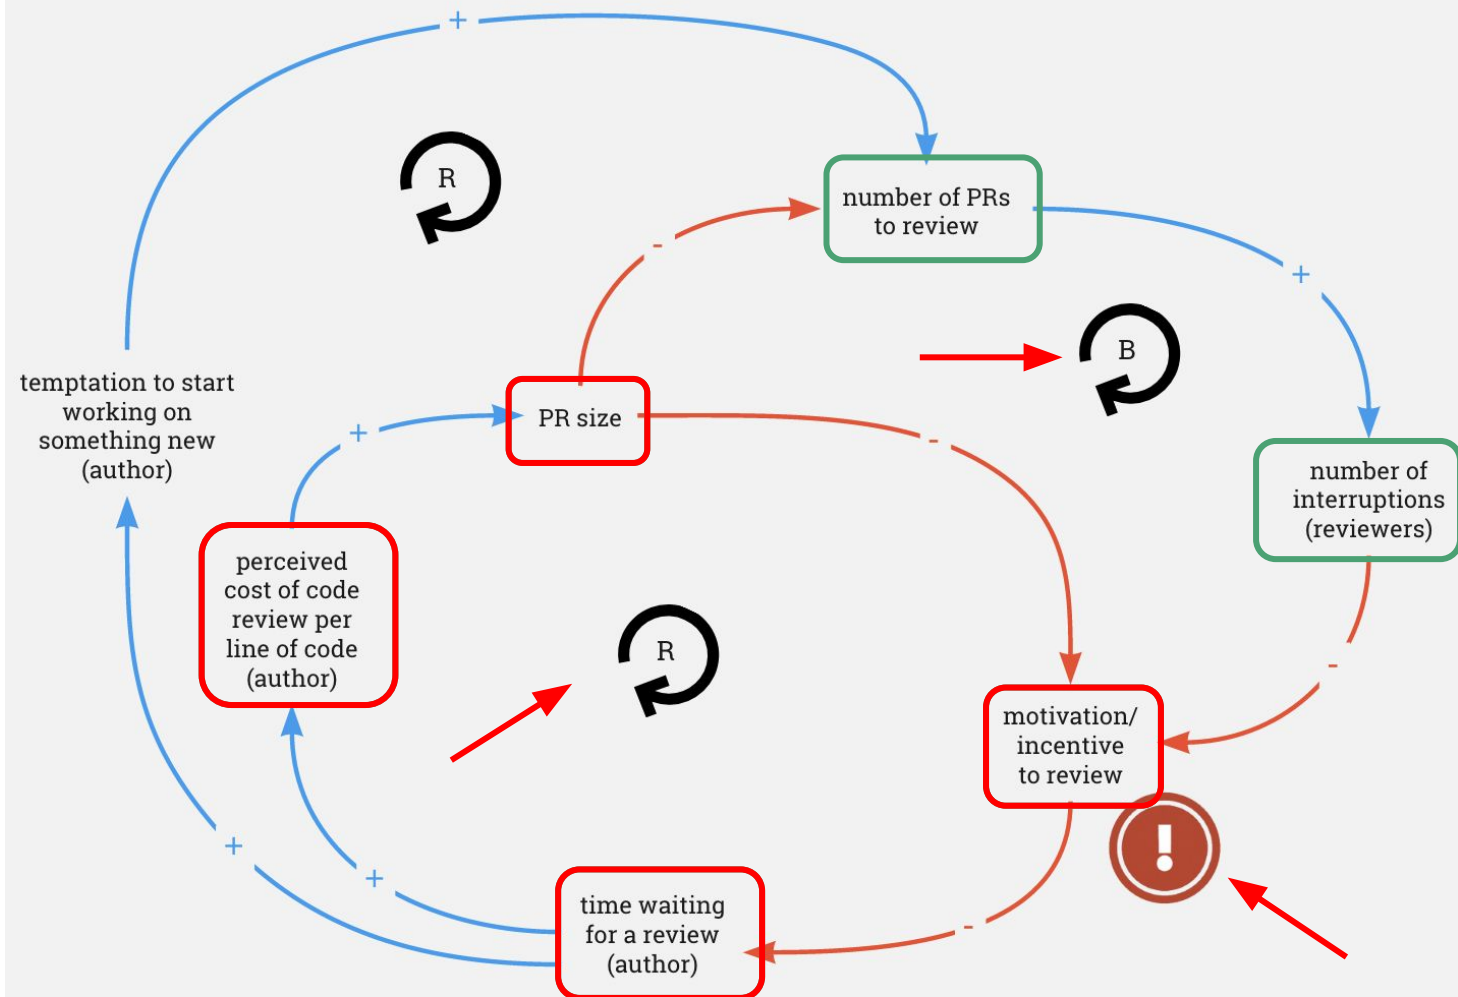 +
R
number of PRs
to review
-
+
B
temptation to start
working on
something new
(author)
PR size
+
-
number of
interruptions
(reviewers)
perceived
cost of code
review per
line of code
(author)
R
-
motivation/
incentive
to review
!
+
+
time waiting
for a review
(author)
-